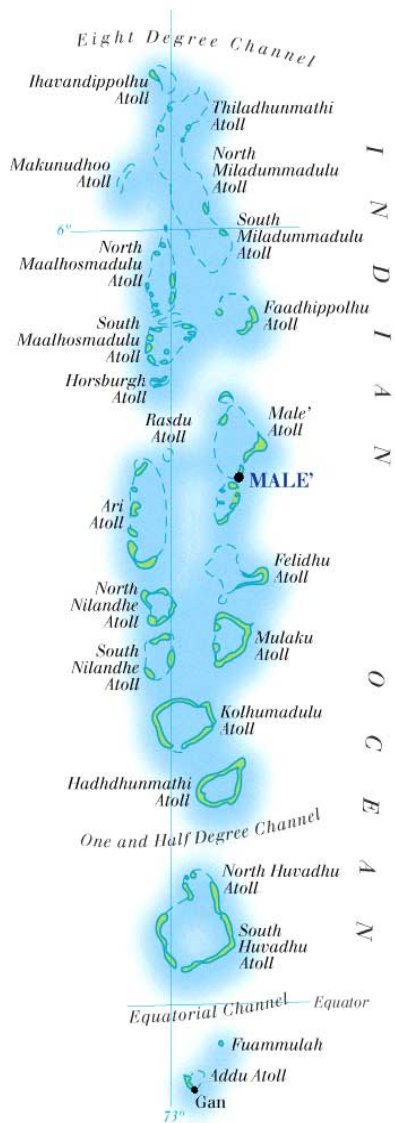 Eight Degree Channel
Ihavandippolhu
Atoll
Thiladhunmathi
Atoll
Makunudhoo
Atoll
North
Miladummadulu
Atoll
6°
South
Miladummadulu
Atoll
North
Maalhosmadulu
Atoll
Faadhippolhu
Atoll
South
Maalhosmadulu
Atoll
Horsburgh
Atoll
Rasdu
Atoll
Male'
Atoll
MALE'
Ari
Atoll
Felidhu
Atoll
North
Nilandhe
Atoll
Mulaku
Atoll
South
Nilandhe
Atoll
Kolhumadulu
Atoll
Hadhdhunmathi
Atoll
One and Half Degree Channel
North Huvadhu
Atoll
South
Huvadhu
Atoll
Equatorial Channel
Equator
Fuammulah
Addu Atoll
Gan
73°
INDIAN
OCEAN